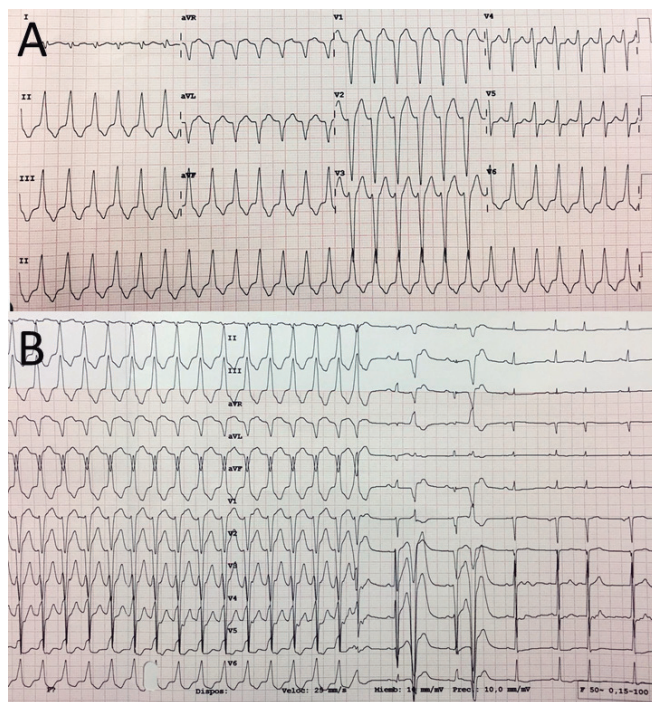 A
I aVR V1 V4
II aVL V2 V5
III aVF V3 V6
II
B
II
III
aVR
aVL
aVF
V1
V2
V3
V4
V5
V6
Dispos: Veloc: 25 mm/s Miemb: 10 mm/mV Prec.: 10,0 mm/mV F 50~ 0,15-100